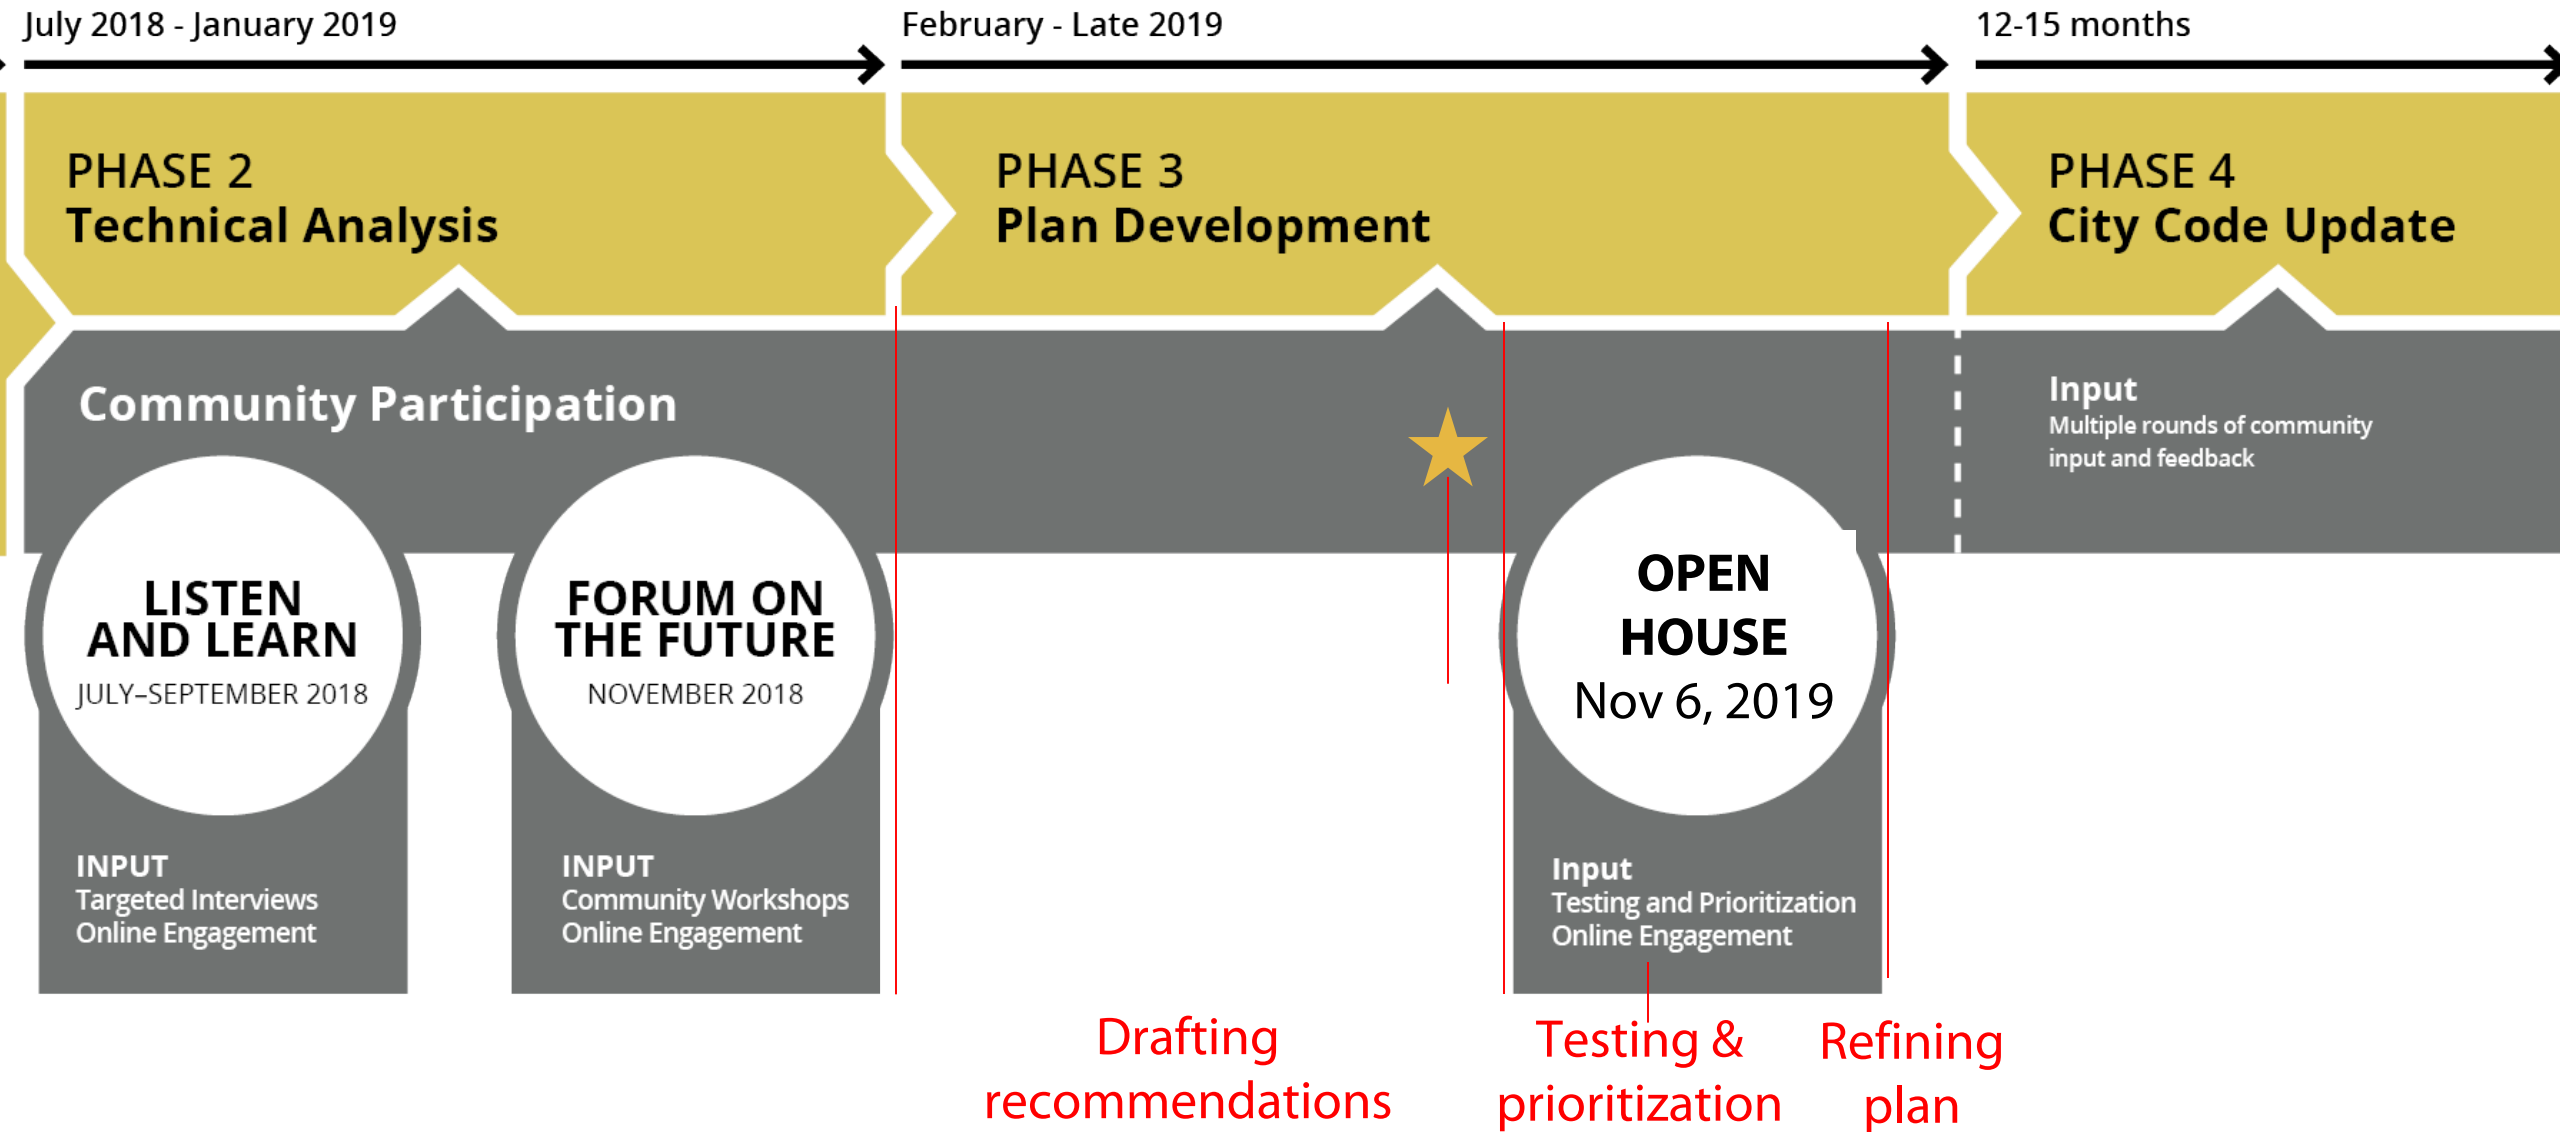 July 2018 - January 2019
February - Late 2019
12-15 months
PHASE 2
Technical Analysis
PHASE 3
Plan Development
PHASE 4
City Code Update
Community Participation
Input
Multiple rounds of community
input and feedback
LISTEN
AND LEARN
JULY–SEPTEMBER 2018
FORUM ON
THE FUTURE
NOVEMBER 2018
OPEN
HOUSE
Nov 6, 2019
INPUT
Targeted Interviews
Online Engagement
INPUT
Community Workshops
Online Engagement
Input
Testing and Prioritization
Online Engagement
Drafting
recommendations
Testing &
prioritization
Refining
plan